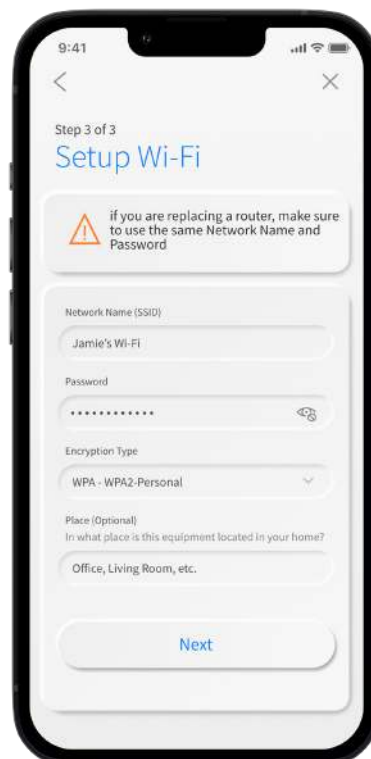 9:41
Step 3 of 3
Setup Wi-Fi
if you are replacing a router, make sure
to use the same Network Name and
Password
Network Name (SSID)
Jamie's Wi-Fi
Password
••••••••••••
Encryption Type
WPA - WPA2-Personal
Place (Optional)
In what place is this equipment located in your home?
Office, Living Room, etc.
Next